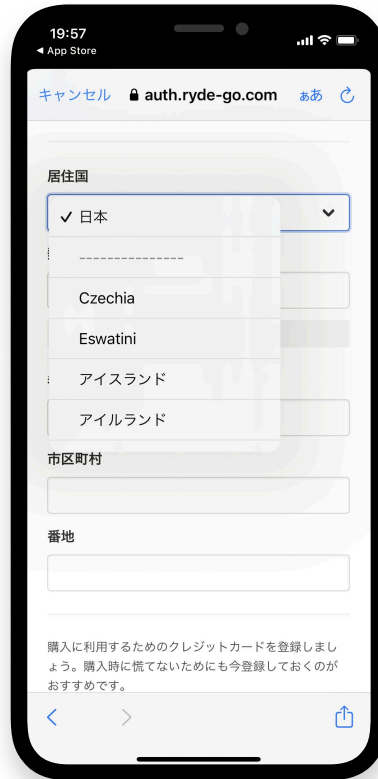 19:57
◀ App Store
キャンセル auth.ryde-go.com ぁあ
居住国
✓ 日本
---------------
Czechia
Eswatini
アイスランド
アイルランド
市区町村
番地
購入に利用するためのクレジットカードを登録しまし
ょう。購入時に慌てないためにも今登録しておくのが
おすすめです。